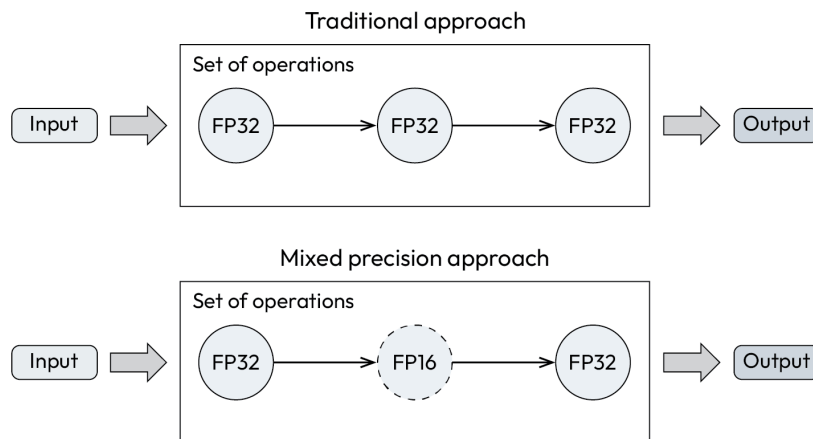 Traditional approach
Set of operations
Input
FP32
FP32
FP32
Output
Mixed precision approach
Set of operations
Input
FP32
FP16
FP32
Output